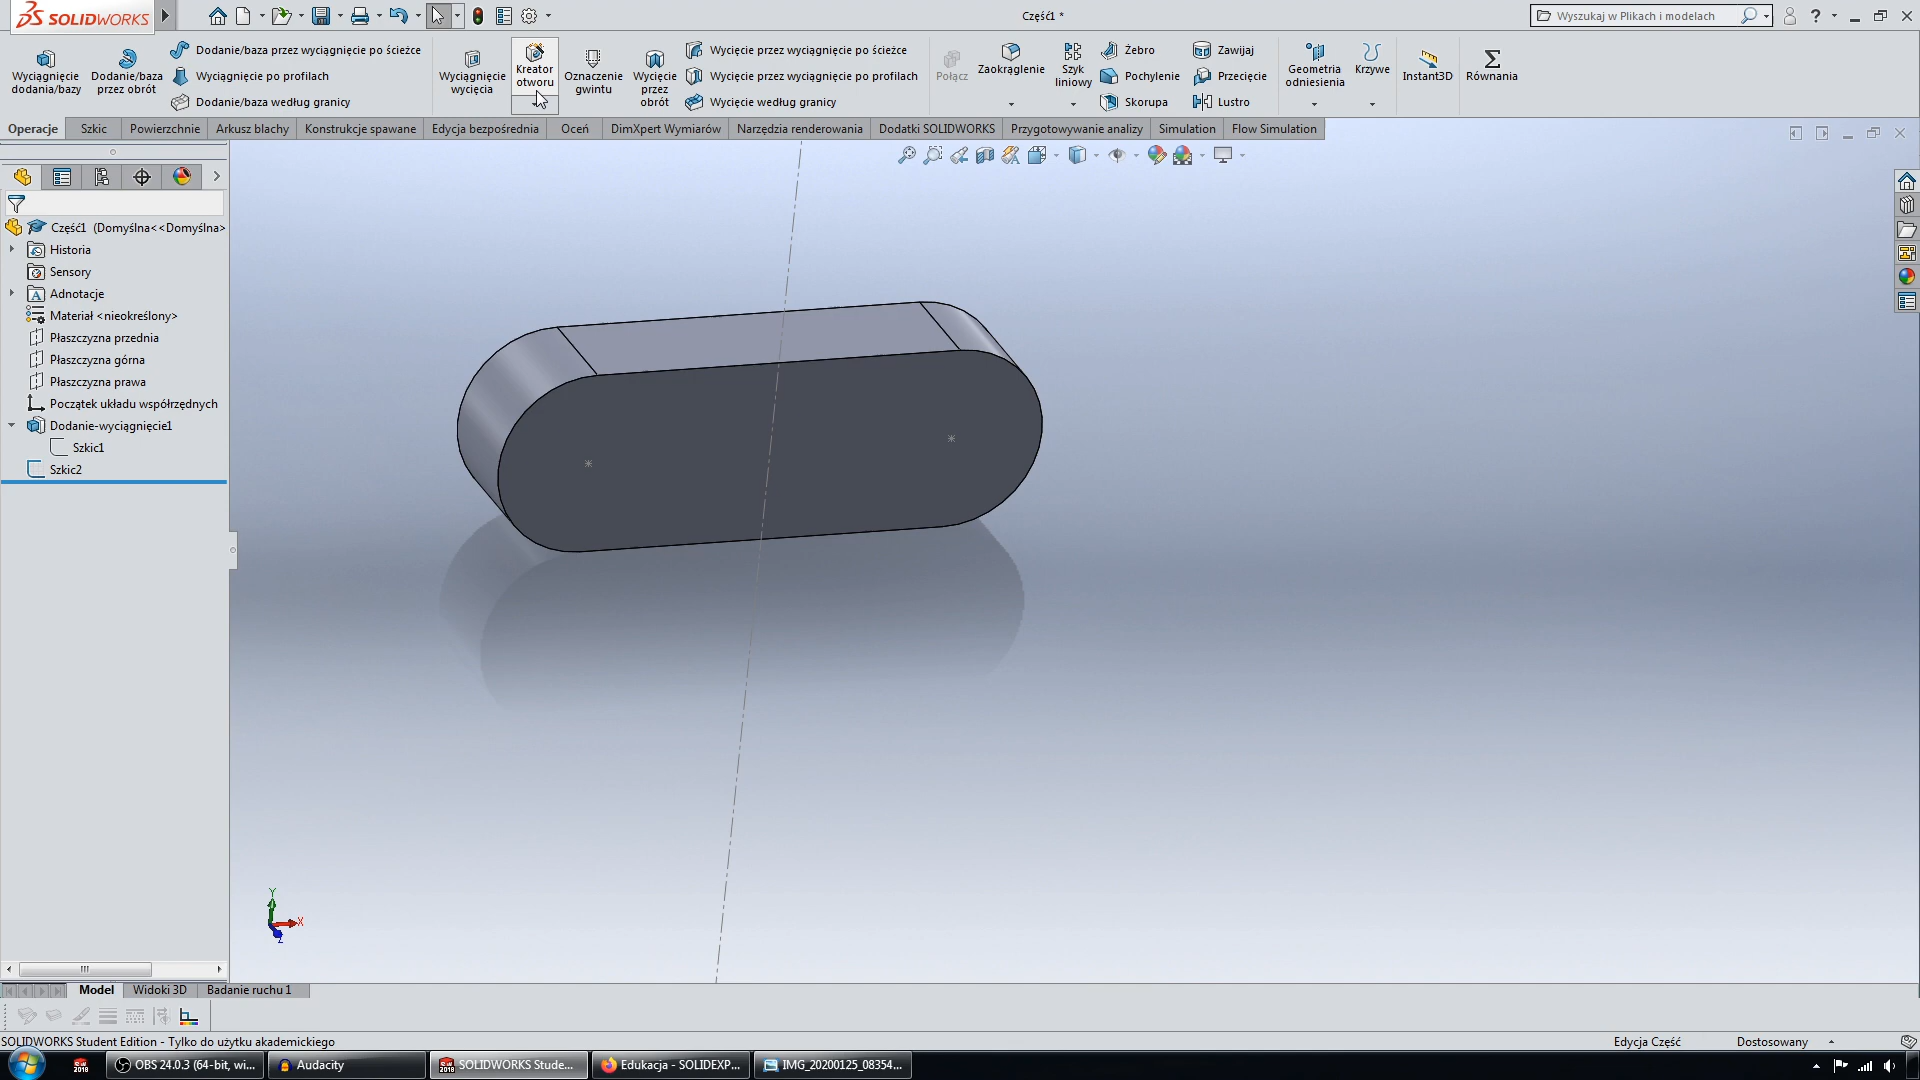 SOLIDWORKS
Część1 *
Wyszukaj w Plikach i modelach
Wyciągnięcie dodania/bazy
Dodanie/baza przez obrót
Dodanie/baza przez wyciągnięcie po ścieżce
Wyciągnięcie po profilach
Dodanie/baza według granicy
Wyciągnięcie wycięcia
Kreator otworu
Oznaczenie gwintu
Wycięcie przez obrót
Wycięcie przez wyciągnięcie po ścieżce
Wycięcie przez wyciągnięcie po profilach
Wycięcie według granicy
Połącz
Zaokrąglenie
Szyk liniowy
Żebro
Pochylenie
Skorupa
Zawijaj
Przecięcie
Lustro
Geometria odniesienia
Krzywe
Instant3D
Równania
Operacje
Szkic
Powierzchnie
Arkusz blachy
Konstrukcje spawane
Edycja bezpośrednia
Oceń
DimXpert Wymiarów
Narzędzia renderowania
Dodatki SOLIDWORKS
Przygotowywanie analizy
Simulation
Flow Simulation
Część1 (Domyślna<<Domyślna>
Historia
Sensory
Adnotacje
Materiał <nieokreślony>
Płaszczyzna przednia
Płaszczyzna górna
Płaszczyzna prawa
Początek układu współrzędnych
Dodanie-wyciągnięcie1
Szkic1
Szkic2
Y
X
Z
Model
Widoki 3D
Badanie ruchu 1
SOLIDWORKS Student Edition - Tylko do użytku akademickiego
Edycja Część
Dostosowany
OBS 24.0.3 (64-bit, wi...
Audacity
SOLIDWORKS Stude...
Edukacja - SOLIDEXP...
IMG_20200125_08354...